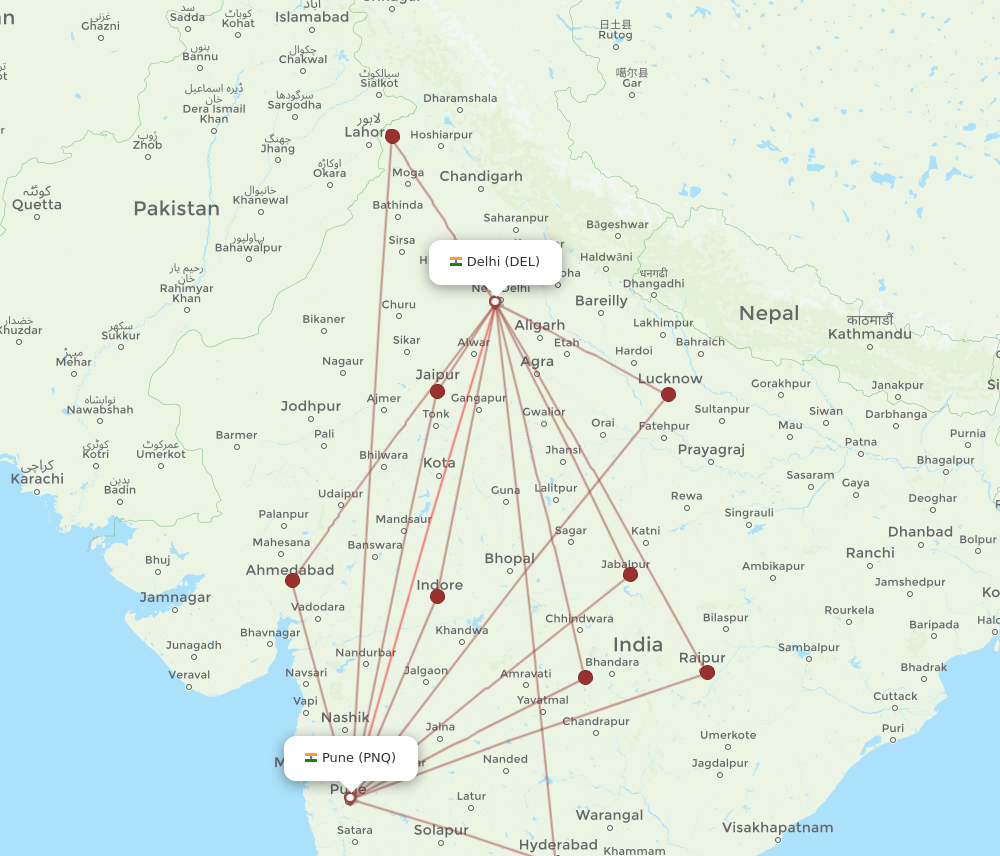 غزنی
Ghazni
سد
Sadda
کوہاٹ
Kohat
Islamabad
Srinagar
بنوں
Bannu
چکوال
Chakwal
سیالکوٹ
Sialkot
日土县
Rutog
噶尔县
Gar
ڈیرہ اسماعیل
خان
Dera Ismail
Khan
سرگودھا
Sargodha
Dharamshala
ژوب
Zhob
لاہور
Lahore
Hoshiarpur
جھنگ
Jhang
اوکاڑہ
Okara
Moga
Chandigarh
کوئٹہ
Quetta
خانیوال
Khanewal
Pakistan
Bathinda
Saharanpur
Bāgeshwar
بہاولپور
Bahawalpur
Sirsa
Delhi (DEL)
Haldwāni
رحیم یار
خان
Rahimyar
Khan
New Delhi
धनगढी
Dhangadhi
Bareilly
Churu
Nepal
काठमाडौं
Kathmandu
خضدار
Khuzdar
سکھر
Sukkur
Bikaner
Aligarh
Lakhimpur
Sikar
Alwar
Etah
Hardoi
Bahraich
میہڑ
Mehar
Nagaur
Agra
Jaipur
Lucknow
Gorakhpur
Janakpur
نوابشاہ
Nawabshah
Jodhpur
Ajmer
Gangapur
Tonk
Gwalior
Sultanpur
Siwan
Darbhanga
Orai
Fatehpur
Mau
Patna
Purnia
Barmer
Pali
کوٹری
Kotri
عمرکوٹ
Umerkot
Bhilwara
Kota
Jhansi
Prayagraj
Bhagalpur
کراچی
Karachi
بدین
Badin
Sasaram
Gaya
Udaipur
Guna
Lalitpur
Rewa
Deoghar
Palanpur
Mandsaur
Singrauli
Mahesana
Banswara
Sagar
Katni
Dhanbad
Bolpur
Bhuj
Ahmedabad
Bhopal
Jabalpur
Ambikapur
Ranchi
Jamshedpur
Jamnagar
Indore
Vadodara
Chhindwara
Bilaspur
Rourkela
Baripada
Bhavnagar
Khandwa
India
Junagadh
Nandurbar
Jalgaon
Bhandara
Raipur
Sambalpur
Veraval
Navsari
Amravati
Bhadrak
Vapi
Yavatmal
Cuttack
Nashik
Jalna
Chandrapur
Umerkote
Puri
Pune (PNQ)
Nanded
Jagdalpur
Pune
Latur
Warangal
Satara
Solapur
Visakhapatnam
Hyderabad
Khammam